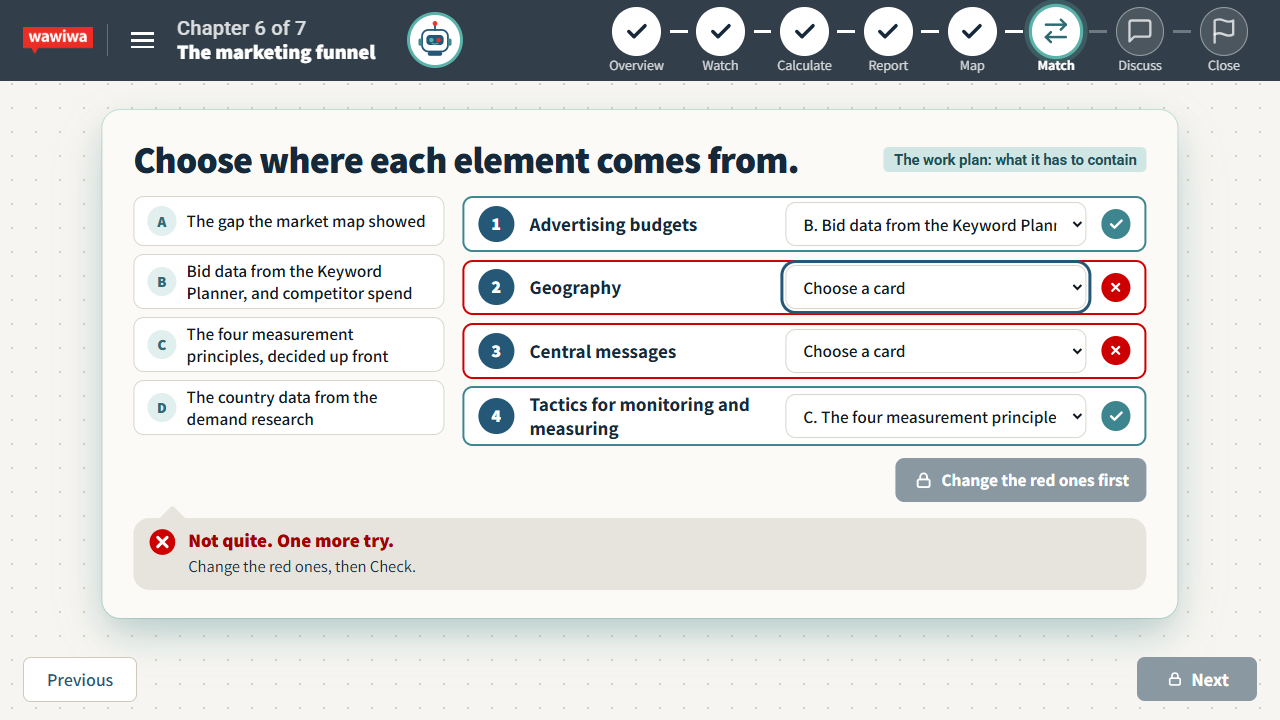 wawiwa
Chapter 6 of 7
The marketing funnel
Overview
Watch
Calculate
Report
Map
Match
Discuss
Close
Choose where each element comes from.
The work plan: what it has to contain
A
The gap the market map showed
B
Bid data from the Keyword
Planner, and competitor spend
C
The four measurement
principles, decided up front
D
The country data from the
demand research
1
Advertising budgets
B. Bid data from the Keyword Plann
2
Geography
Choose a card
3
Central messages
Choose a card
4
Tactics for monitoring and
measuring
C. The four measurement principle
Change the red ones first
Not quite. One more try.
Change the red ones, then Check.
Previous
Next